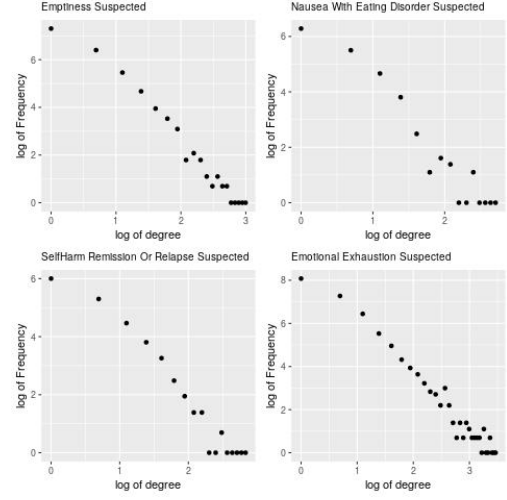 Emptiness Suspected
log of Frequency
6
4
2
0
0 1 2 3
log of degree
Nausea With Eating Disorder Suspected
log of Frequency
6
4
2
0
0 1 2
log of degree
SelfHarm Remission Or Relapse Suspected
log of Frequency
6
4
2
0
0 1 2
log of degree
Emotional Exhaustion Suspected
log of Frequency
8
6
4
2
0
0 1 2 3
log of degree